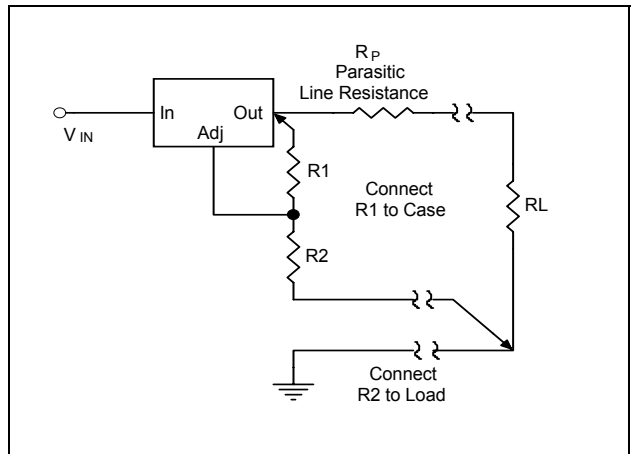 R P
Parasitic
Line Resistance
In
Out
Adj
V IN
R1
Connect
R1 to Case
RL
R2
Connect
R2 to Load